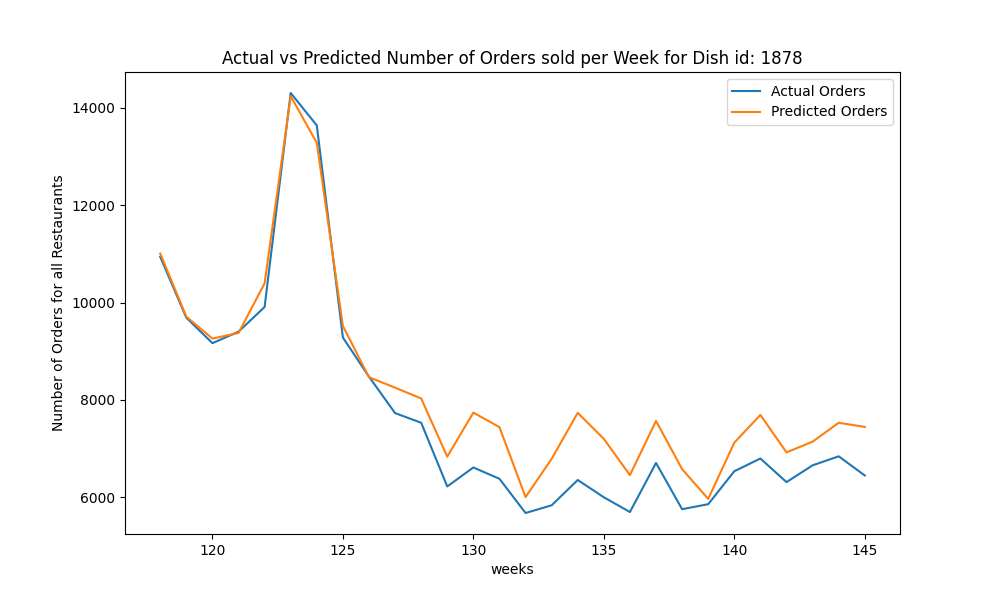 Actual vs Predicted Number of Orders sold per Week for Dish id: 1878
Actual Orders
Predicted Orders
Number of Orders for all Restaurants
14000
12000
10000
8000
6000
120 125 130 135 140 145
weeks